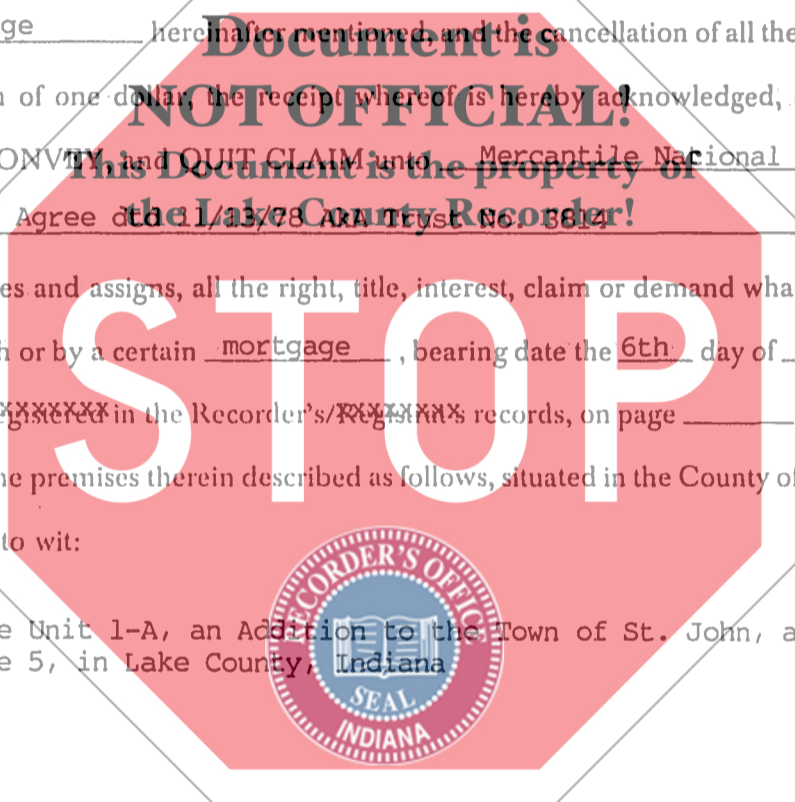 ge hereinafter mentioned, and the cancellation of all the
Document is
of one dollar, the receipt whereof is hereby acknowledged,
NOT OFFICIAL!
ONVEY, and QUIT CLAIM unto Mercantile National
This Document is the property of
Agree dtd 11/13/78 AKA Trust No. 3814
the Lake County Recorder!
es and assigns, all the right, title, interest, claim or demand wha
h or by a certain mortgage , bearing date the 6th day of
in the Recorder's/ records, on page
he premises therein described as follows, situated in the County of
to wit:
STOP
e Unit 1-A, an Addition to the Town of St. John, a
e 5, in Lake County, Indiana
RECORDER'S OFFICE
SEAL
INDIANA